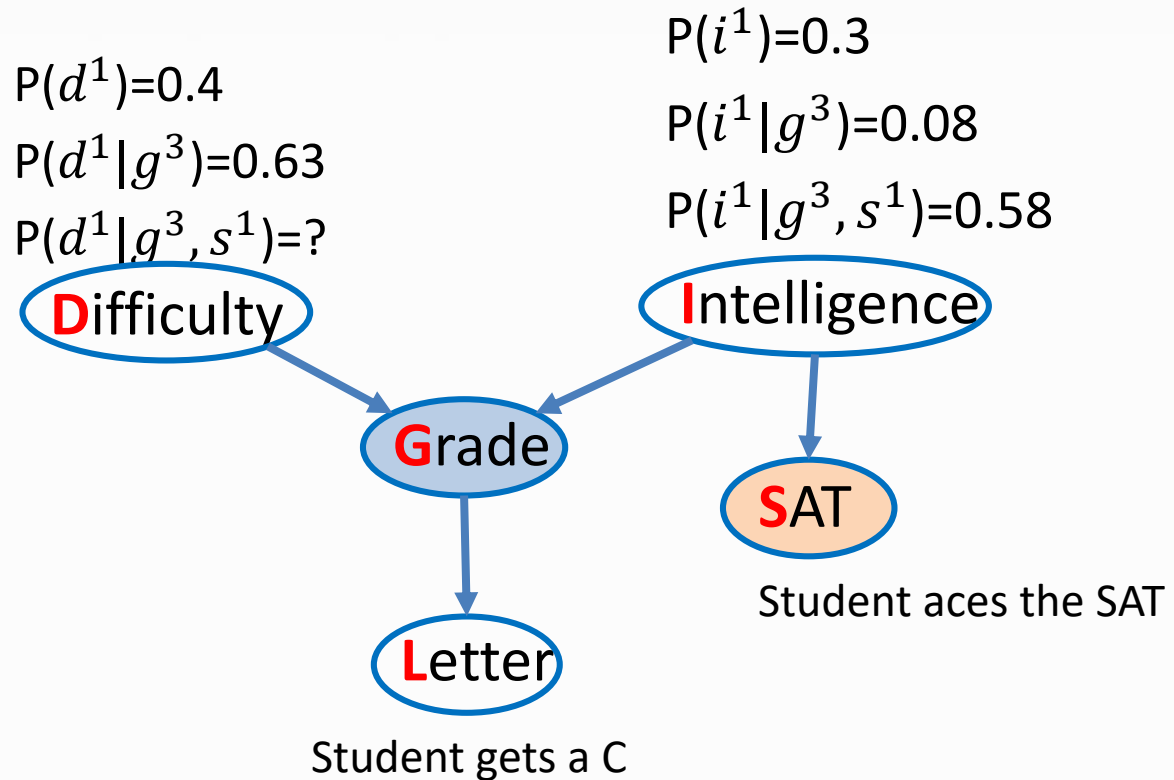 P(d¹)=0.4
P(d¹|g³)=0.63
P(d¹|g³, s¹)=?
P(i¹)=0.3
P(i¹|g³)=0.08
P(i¹|g³, s¹)=0.58
Difficulty
Intelligence
Grade
SAT
Student aces the SAT
Letter
Student gets a C